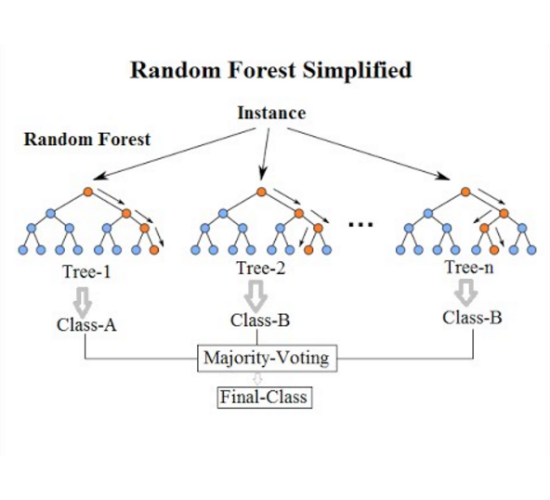 Random Forest Simplified
Instance
Random Forest
...
Tree-1
Tree-2
Tree-n
Class-A
Class-B
Class-B
Majority-Voting
Final-Class